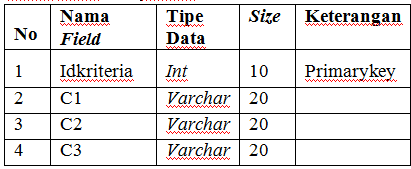 No Nama Field Tipe Data Size Keterangan
1 Idkriteria Int 10 Primarykey
2 C1 Varchar 20
3 C2 Varchar 20
4 C3 Varchar 20